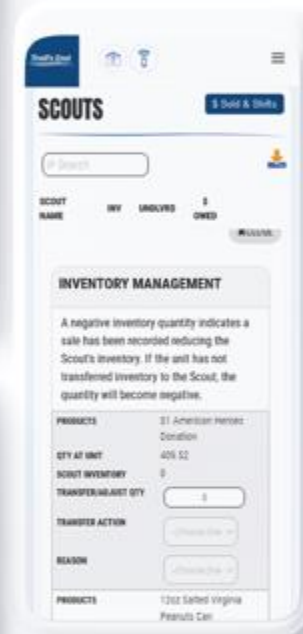 Trail's End
SCOUTS
$ Sold & Shifts
Search
SCOUT NAME INV UNDLVRD $ OWED
INVENTORY MANAGEMENT
A negative inventory quantity indicates a
sale has been recorded reducing the
Scout's inventory. If the unit has not
transferred inventory to the Scout, the
quantity will become negative.
PRODUCTS $1 American Heroes
Donation
QTY AT UNIT 409.52
SCOUT INVENTORY 0
TRANSFER/ADJUST QTY
TRANSFER ACTION
REASON
PRODUCTS 12oz Salted Virginia
Peanuts Can